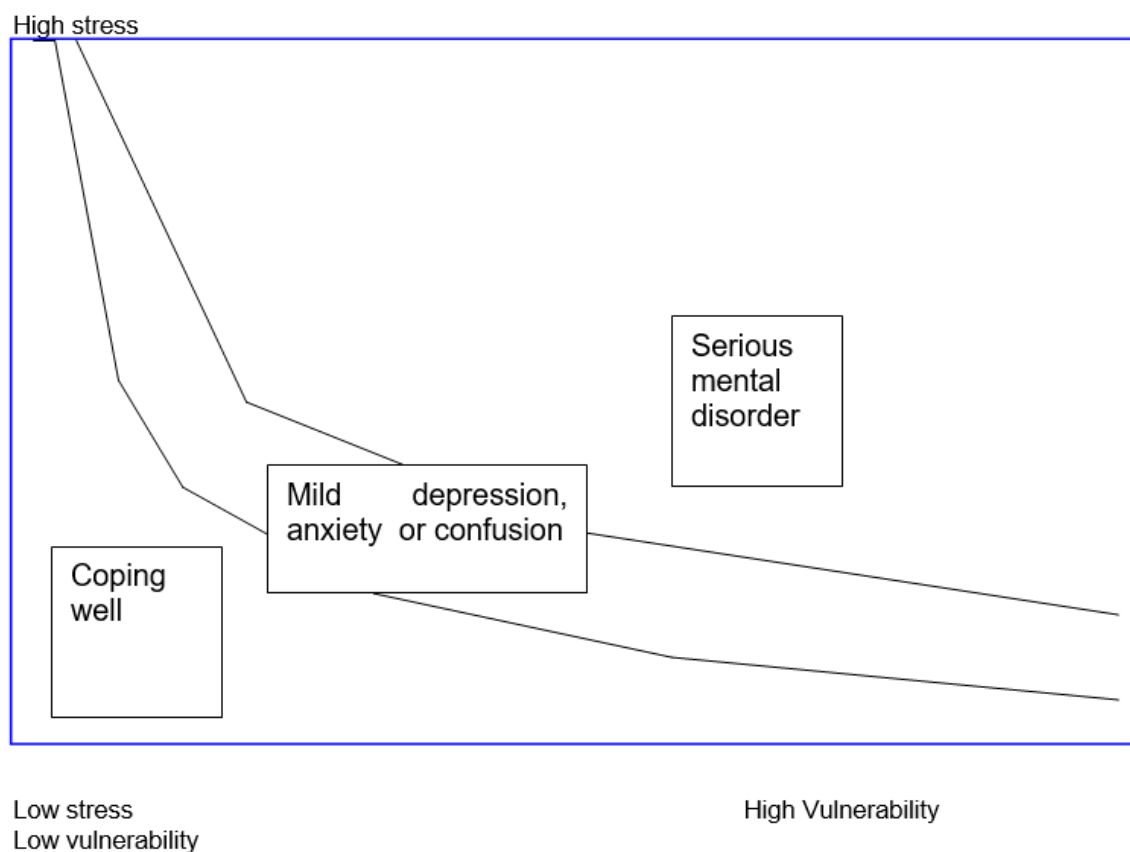 High stress
Serious
mental
disorder
Mild depression,
anxiety or confusion
Coping
well
Low stress
High Vulnerability
Low vulnerability